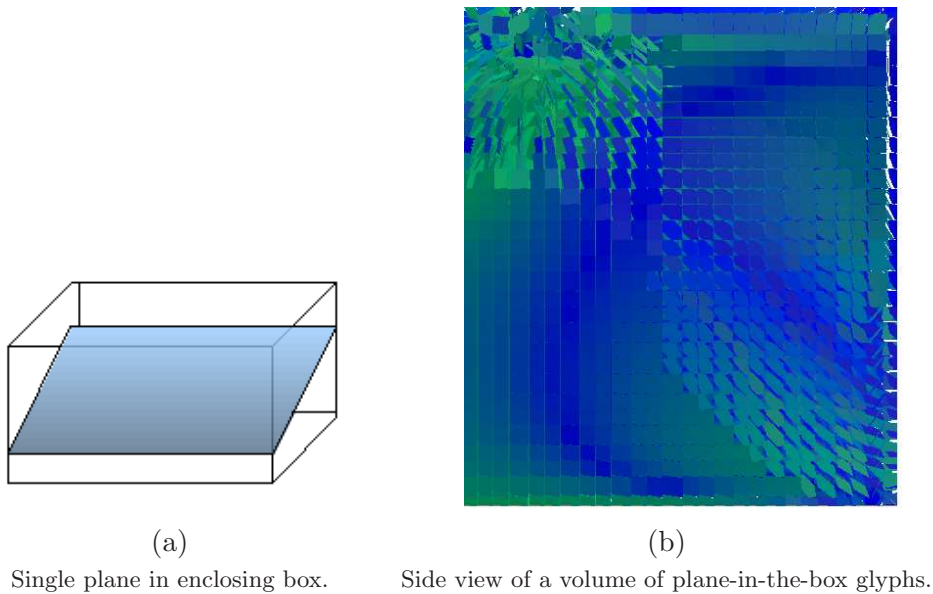 (a)
Single plane in enclosing box.
(b)
Side view of a volume of plane-in-the-box glyphs.